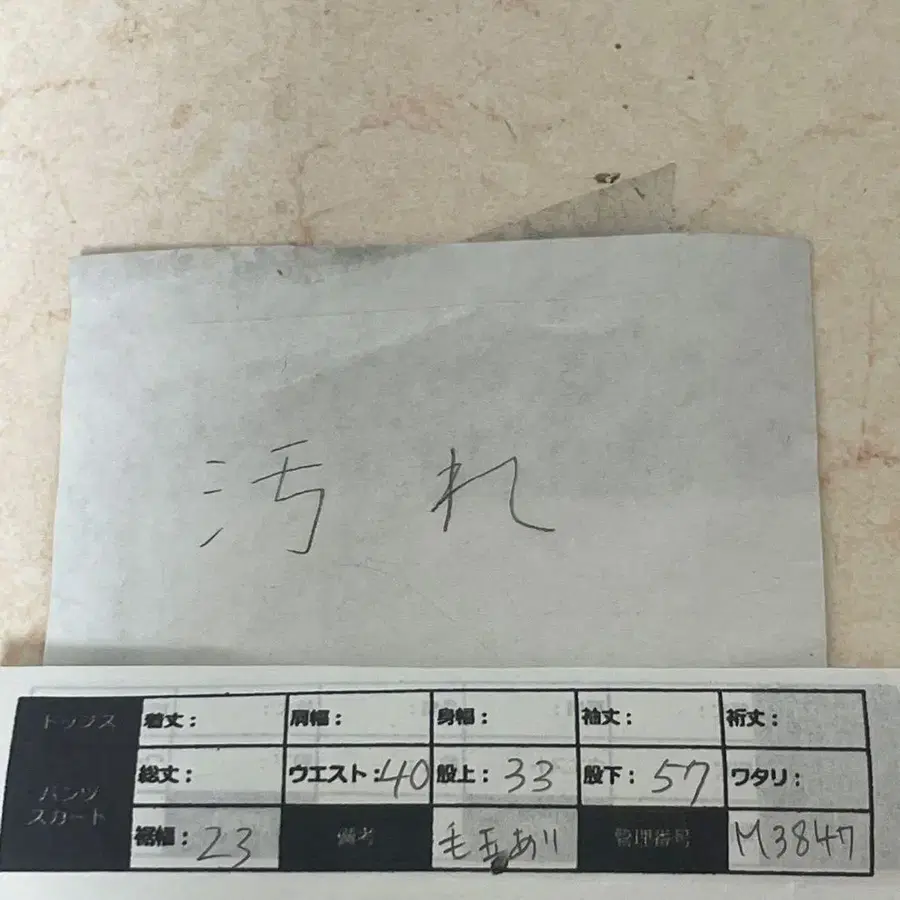 汚れ
トップス 着丈: 肩幅: 身幅: 袖丈: 裄丈:
パンツ スカート 総丈: ウエスト:40 股上:33 股下:57 ワタリ:
裾幅:23 備考 毛玉あり 管理番号 M3847